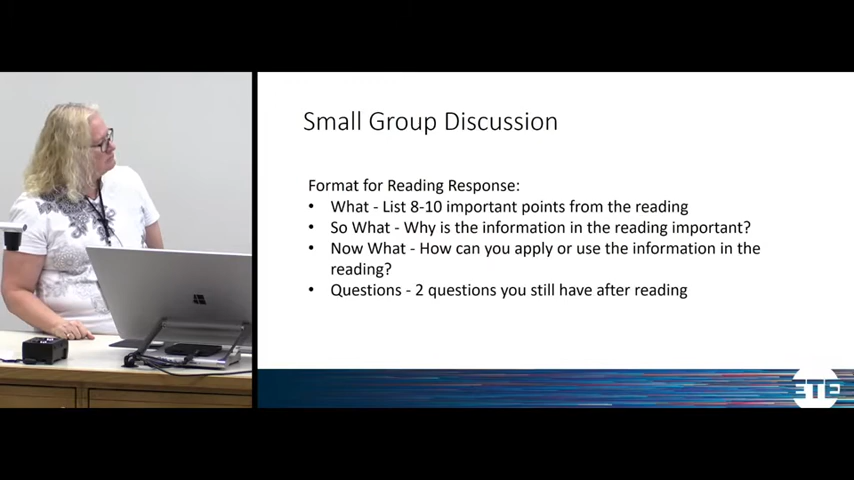 Small Group Discussion
Format for Reading Response:
• What - List 8-10 important points from the reading
• So What - Why is the information in the reading important?
• Now What - How can you apply or use the information in the
reading?
• Questions - 2 questions you still have after reading
ETE